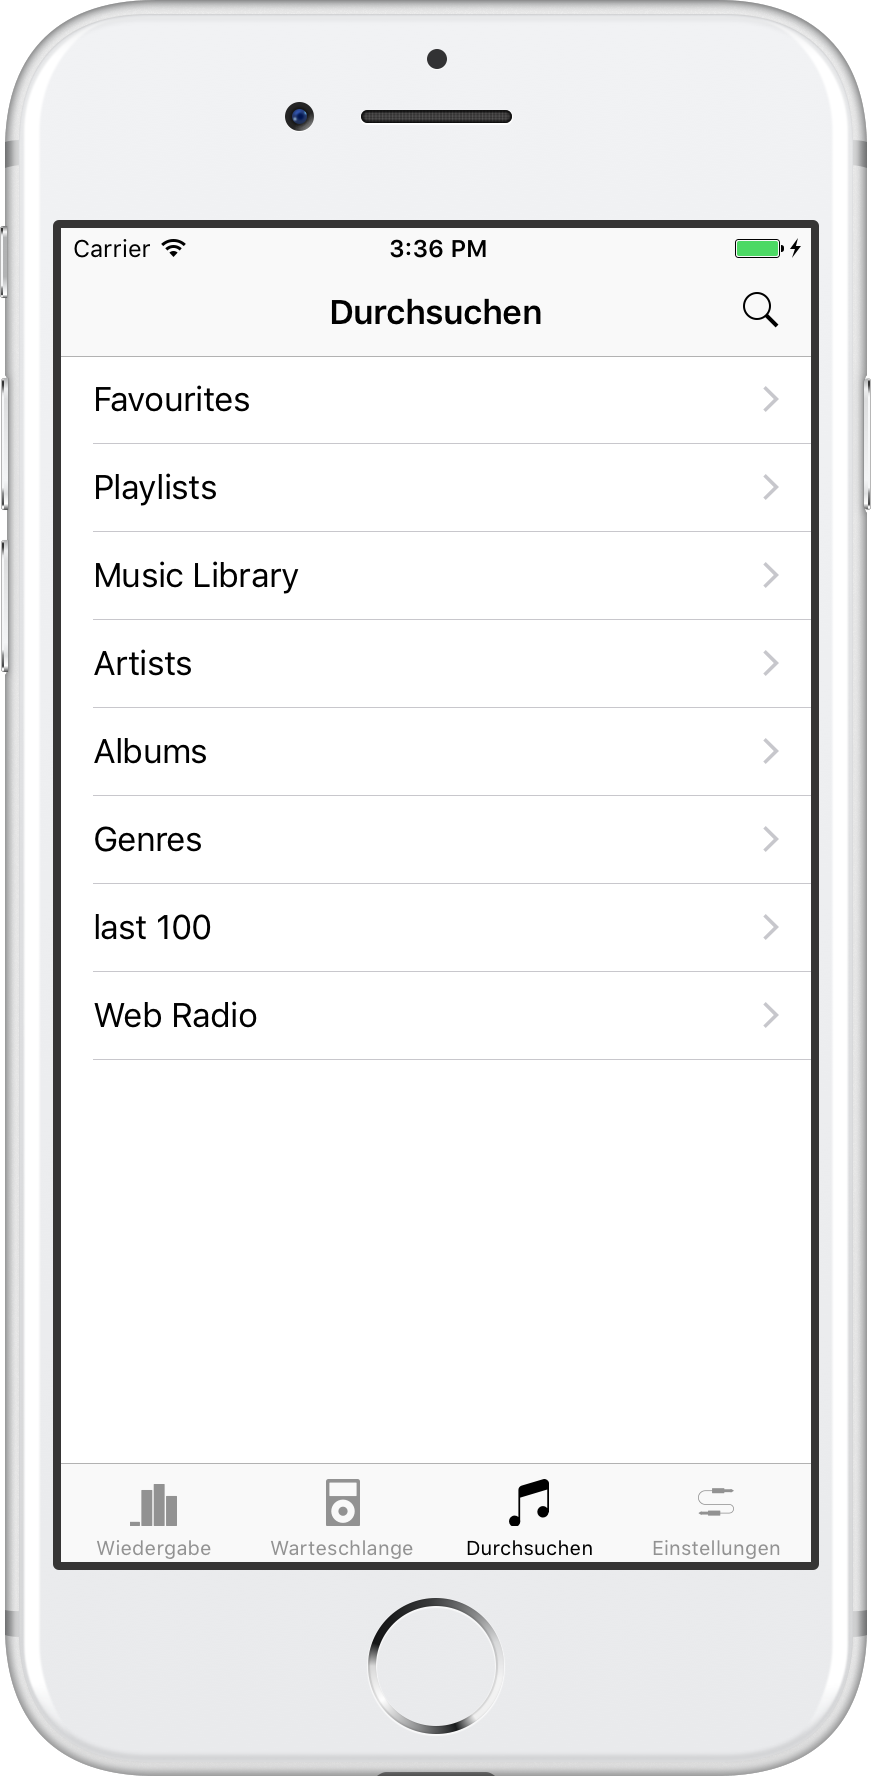 Carrier 3:36 PM
Durchsuchen
Favourites
Playlists
Music Library
Artists
Albums
Genres
last 100
Web Radio
Wiedergabe Warteschlange Durchsuchen Einstellungen